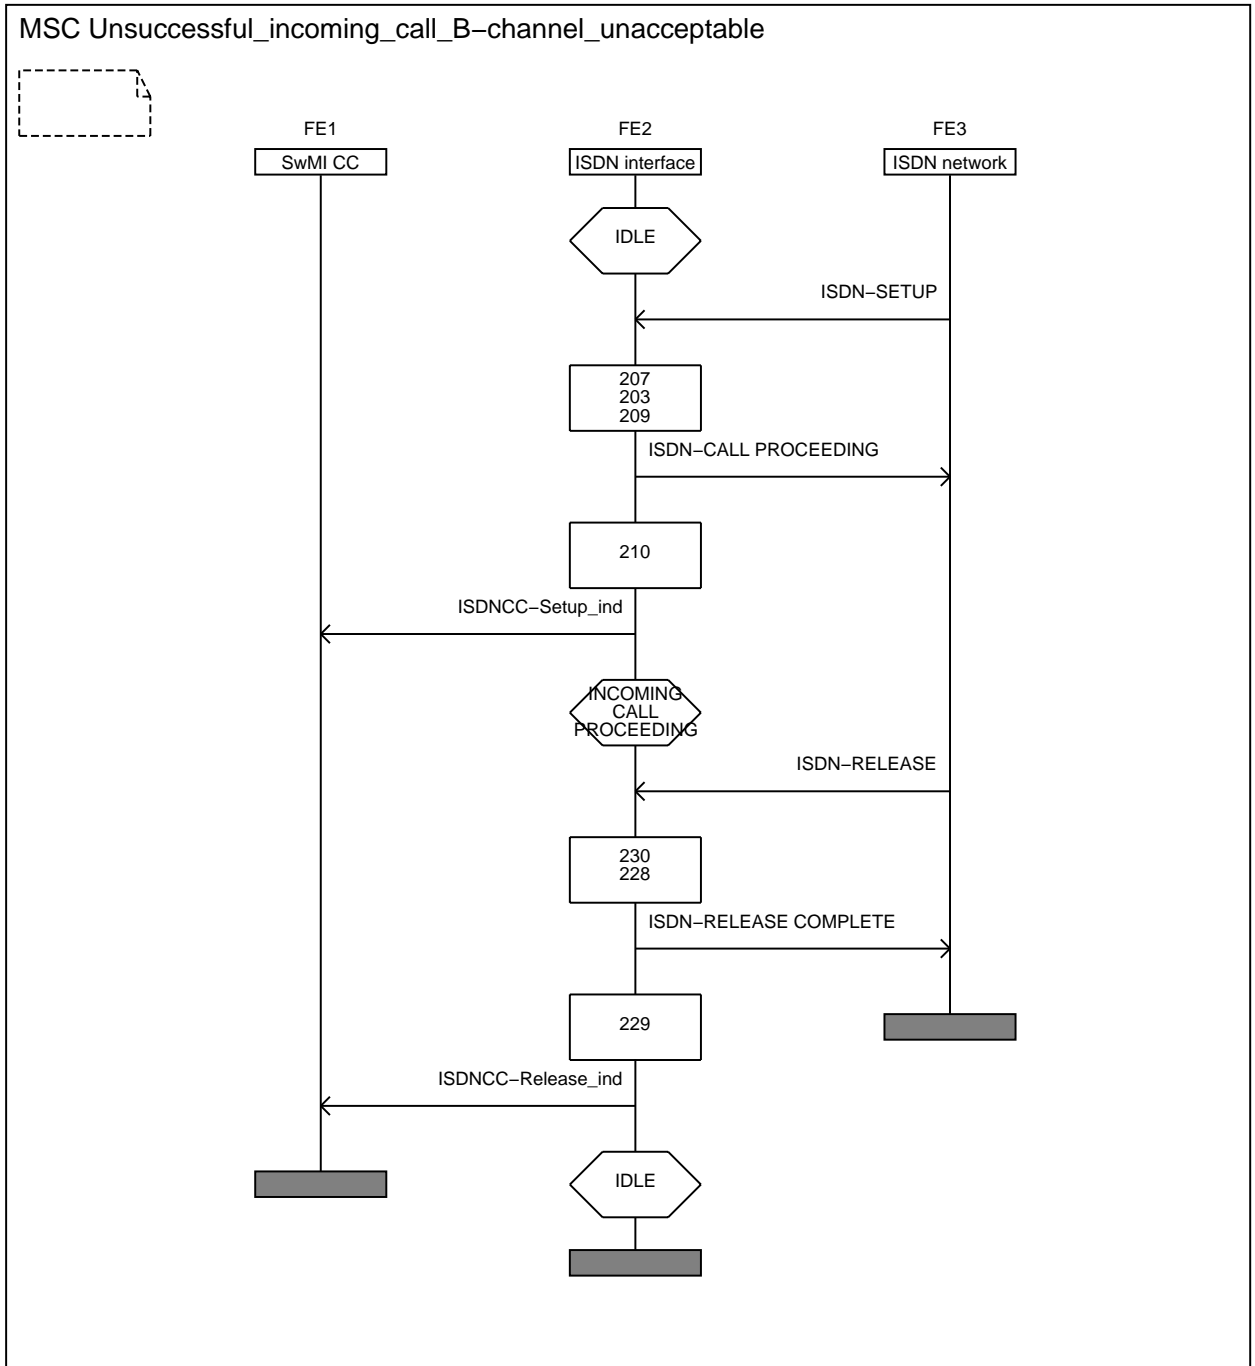 MSC Unsuccessful_incoming_call_B−channel_unacceptable
FE1 FE2 FE3
SwMI CC ISDN interface ISDN network
IDLE
ISDN−SETUP
207
203
209
ISDN−CALL PROCEEDING
210
ISDNCC−Setup_ind
INCOMING
CALL
PROCEEDING
ISDN−RELEASE
230
228
ISDN−RELEASE COMPLETE
229
ISDNCC−Release_ind
IDLE